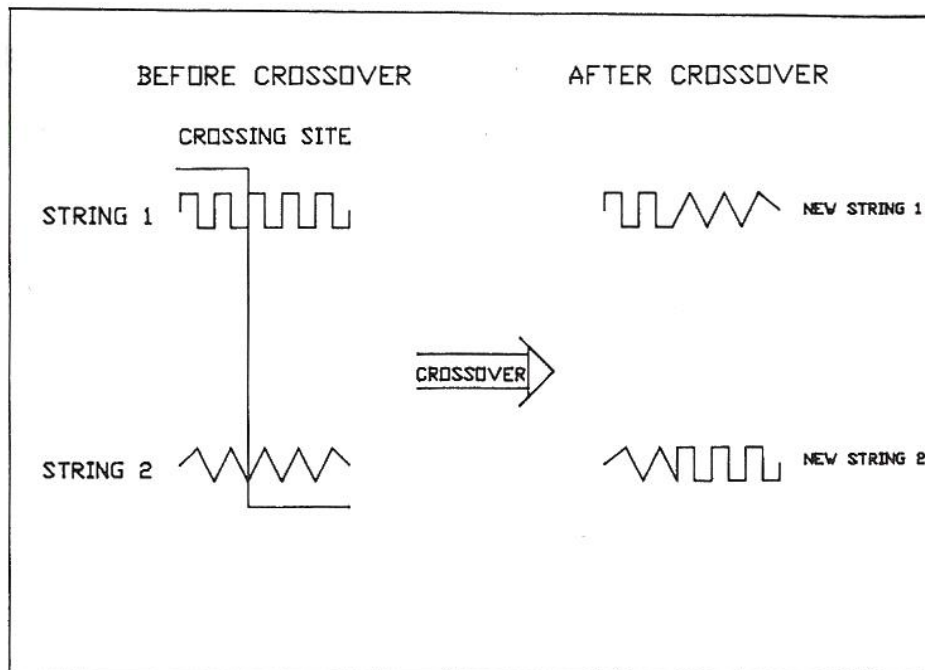 BEFORE CROSSOVER
AFTER CROSSOVER
CROSSING SITE
STRING 1
NEW STRING 1
CROSSOVER
STRING 2
NEW STRING 2